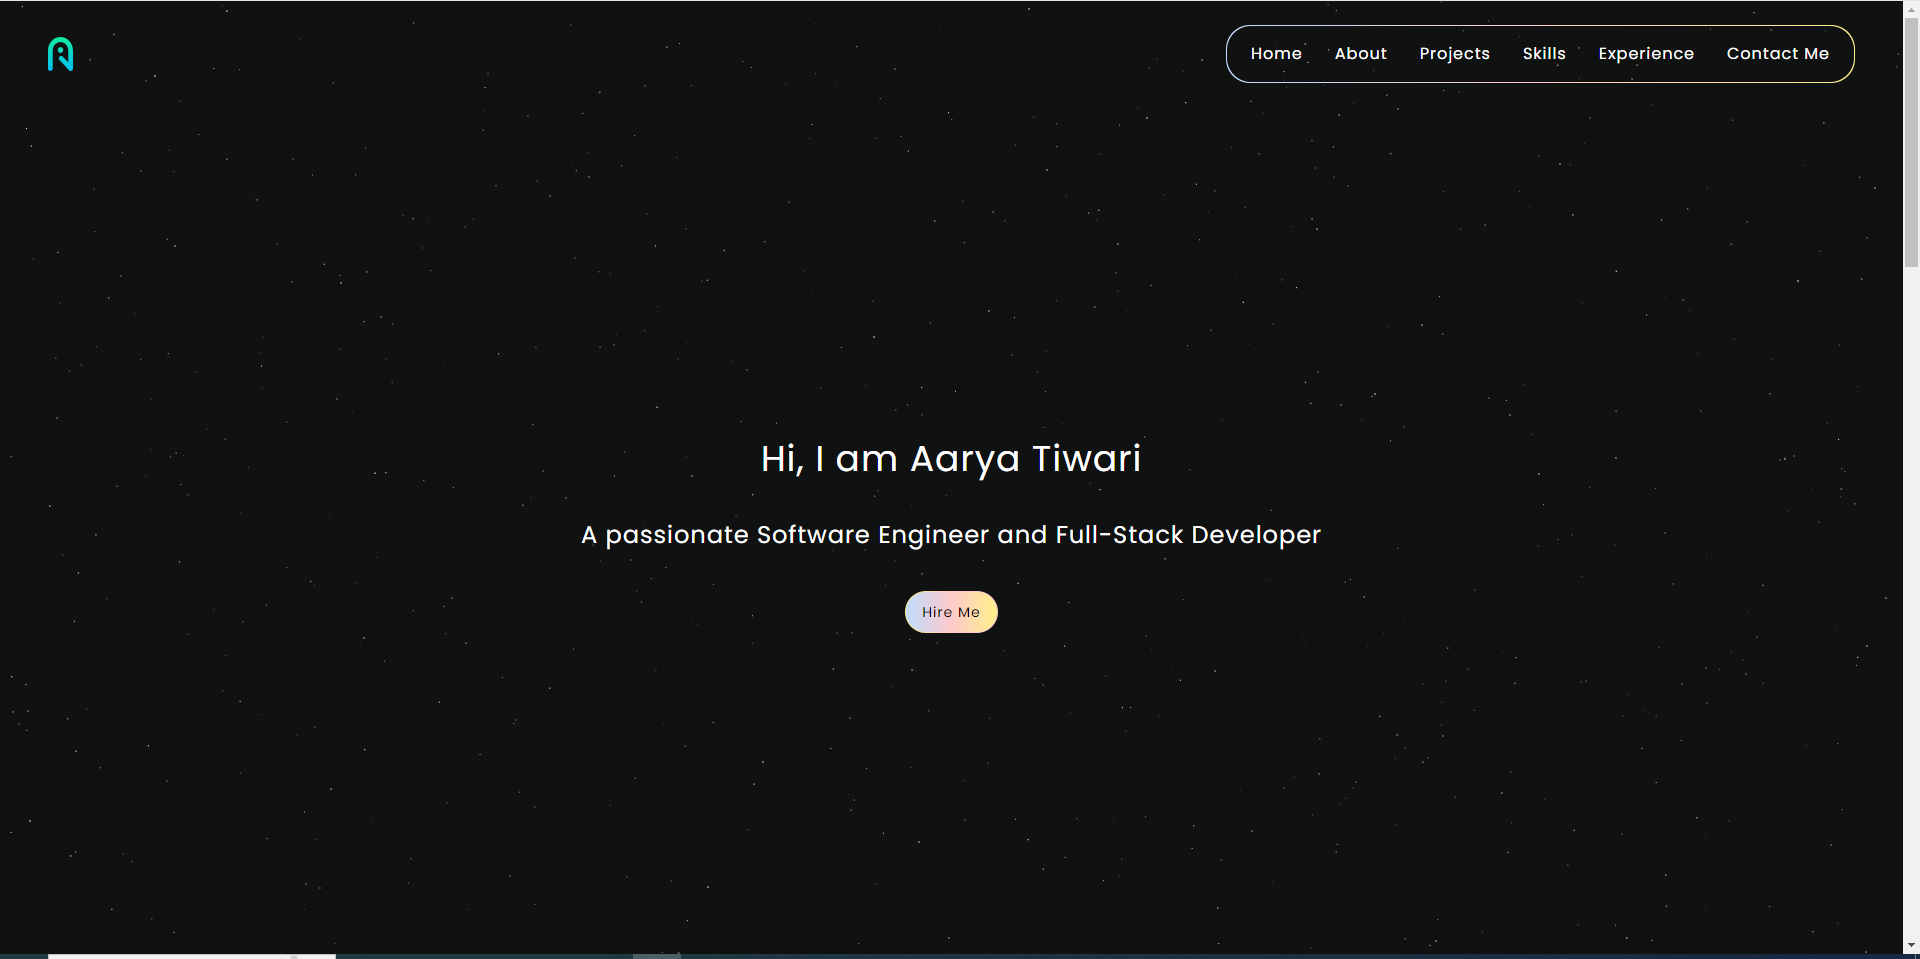 Home About Projects Skills Experience Contact Me
Hi, I am Aarya Tiwari
A passionate Software Engineer and Full-Stack Developer
Hire Me